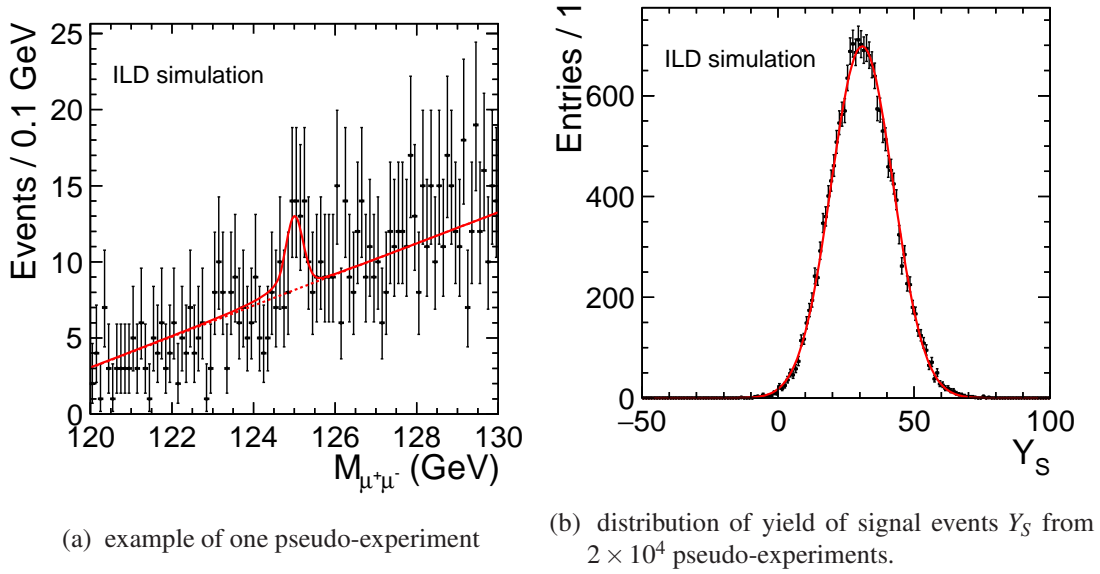 Events / 0.1 GeV
25
20
15
10
5
0
ILD simulation
120 122 124 126 128 130
M_{μ⁺μ⁻} (GeV)
(a) example of one pseudo-experiment
Entries / 1
600
400
200
0
ILD simulation
−50 0 50 100
Y_S
(b) distribution of yield of signal events Y_S from
2 × 10⁴ pseudo-experiments.